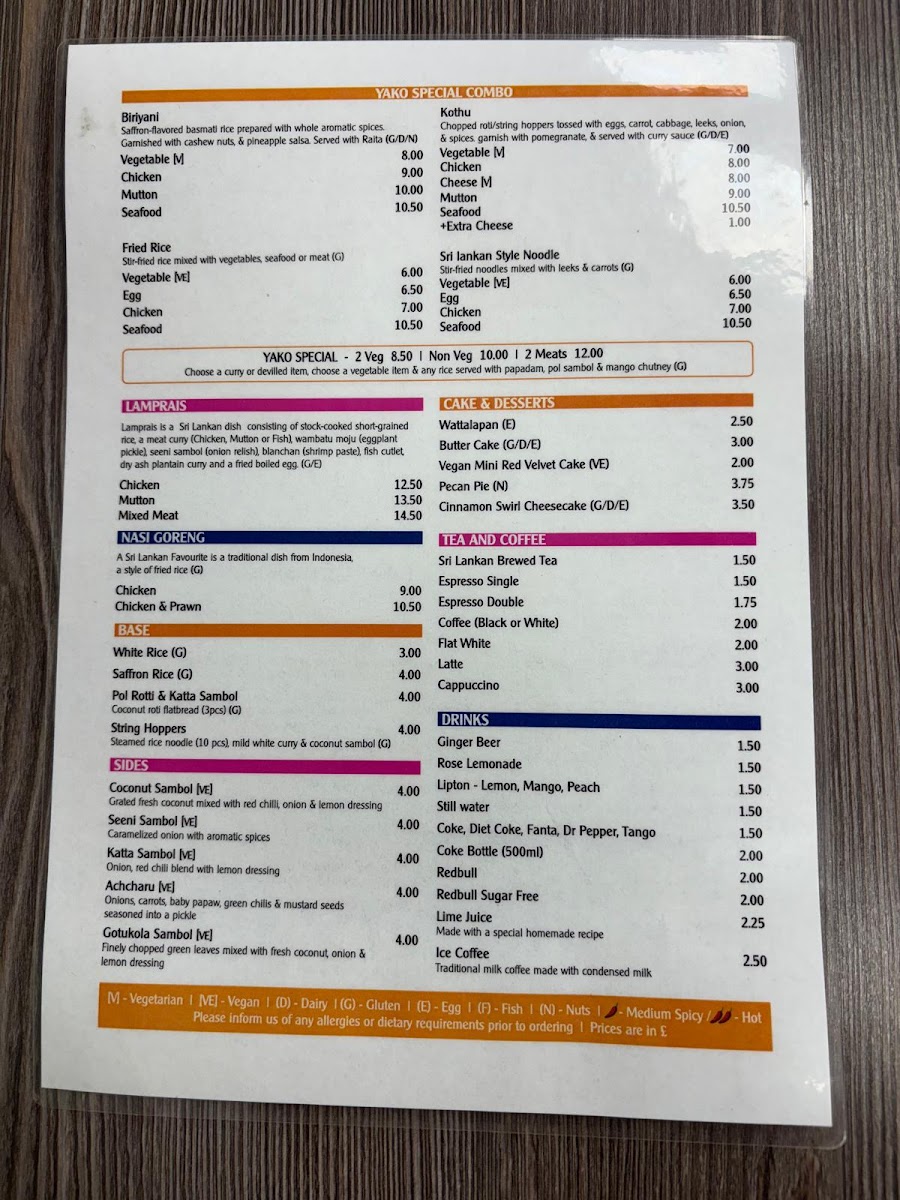 YAKO SPECIAL COMBO
Biriyani
Saffron-flavored basmati rice prepared with whole aromatic spices.
Garnished with cashew nuts, & pineapple salsa. Served with Raita (G/D/N)
Vegetable [V] 8.00
Chicken 9.00
Mutton 10.00
Seafood 10.50
Kothu
Chopped roti/string hoppers tossed with eggs, carrot, cabbage, leeks, onion,
& spices. garnish with pomegranate, & served with curry sauce (G/D/E)
Vegetable [V] 7.00
Chicken 8.00
Cheese [V] 8.00
Mutton 9.00
Seafood 10.50
+Extra Cheese 1.00
Fried Rice
Stir-fried rice mixed with vegetables, seafood or meat (G)
Vegetable [VE] 6.00
Egg 6.50
Chicken 7.00
Seafood 10.50
Sri lankan Style Noodle
Stir-fried noodles mixed with leeks & carrots (G)
Vegetable [VE] 6.00
Egg 6.50
Chicken 7.00
Seafood 10.50
YAKO SPECIAL - 2 Veg 8.50 | Non Veg 10.00 | 2 Meats 12.00
Choose a curry or devilled item, choose a vegetable item & any rice served with papadam, pol sambol & mango chutney (G)
LAMPRAIS
Lamprais is a Sri Lankan dish consisting of stock-cooked short-grained
rice, a meat curry (Chicken, Mutton or Fish), wambatu moju (eggplant
pickle), seeni sambol (onion relish), blanchan (shrimp paste), fish cutlet,
dry ash plantain curry and a fried boiled egg. (G/E)
Chicken 12.50
Mutton 13.50
Mixed Meat 14.50
NASI GORENG
A Sri Lankan Favourite is a traditional dish from Indonesia,
a style of fried rice (G)
Chicken 9.00
Chicken & Prawn 10.50
BASE
White Rice (G) 3.00
Saffron Rice (G) 4.00
Pol Rotti & Katta Sambol 4.00
Coconut roti flatbread (3pcs) (G)
String Hoppers 4.00
Steamed rice noodle (10 pcs), mild white curry & coconut sambol (G)
SIDES
Coconut Sambol [VE] 4.00
Grated fresh coconut mixed with red chilli, onion & lemon dressing
Seeni Sambol [VE] 4.00
Caramelized onion with aromatic spices
Katta Sambol [VE] 4.00
Onion, red chili blend with lemon dressing
Achcharu [VE] 4.00
Onions, carrots, baby papaw, green chills & mustard seeds
seasoned into a pickle
Gotukola Sambol [VE] 4.00
Finely chopped green leaves mixed with fresh coconut, onion &
lemon dressing
CAKE & DESSERTS
Wattalapan (E) 2.50
Butter Cake (G/D/E) 3.00
Vegan Mini Red Velvet Cake (VE) 2.00
Pecan Pie (N) 3.75
Cinnamon Swirl Cheesecake (G/D/E) 3.50
TEA AND COFFEE
Sri Lankan Brewed Tea 1.50
Espresso Single 1.50
Espresso Double 1.75
Coffee (Black or White) 2.00
Flat White 2.00
Latte 3.00
Cappuccino 3.00
DRINKS
Ginger Beer 1.50
Rose Lemonade 1.50
Lipton - Lemon, Mango, Peach 1.50
Still water 1.50
Coke, Diet Coke, Fanta, Dr Pepper, Tango 1.50
Coke Bottle (500ml) 2.00
Redbull 2.00
Redbull Sugar Free 2.00
Lime Juice 2.25
Made with a special homemade recipe
Ice Coffee 2.50
Traditional milk coffee made with condensed milk
[V] - Vegetarian | [VE] - Vegan | (D) - Dairy | (G) - Gluten | (E) - Egg | (F) - Fish | (N) - Nuts | - Medium Spicy / - Hot
Please inform us of any allergies or dietary requirements prior to ordering | Prices are in £